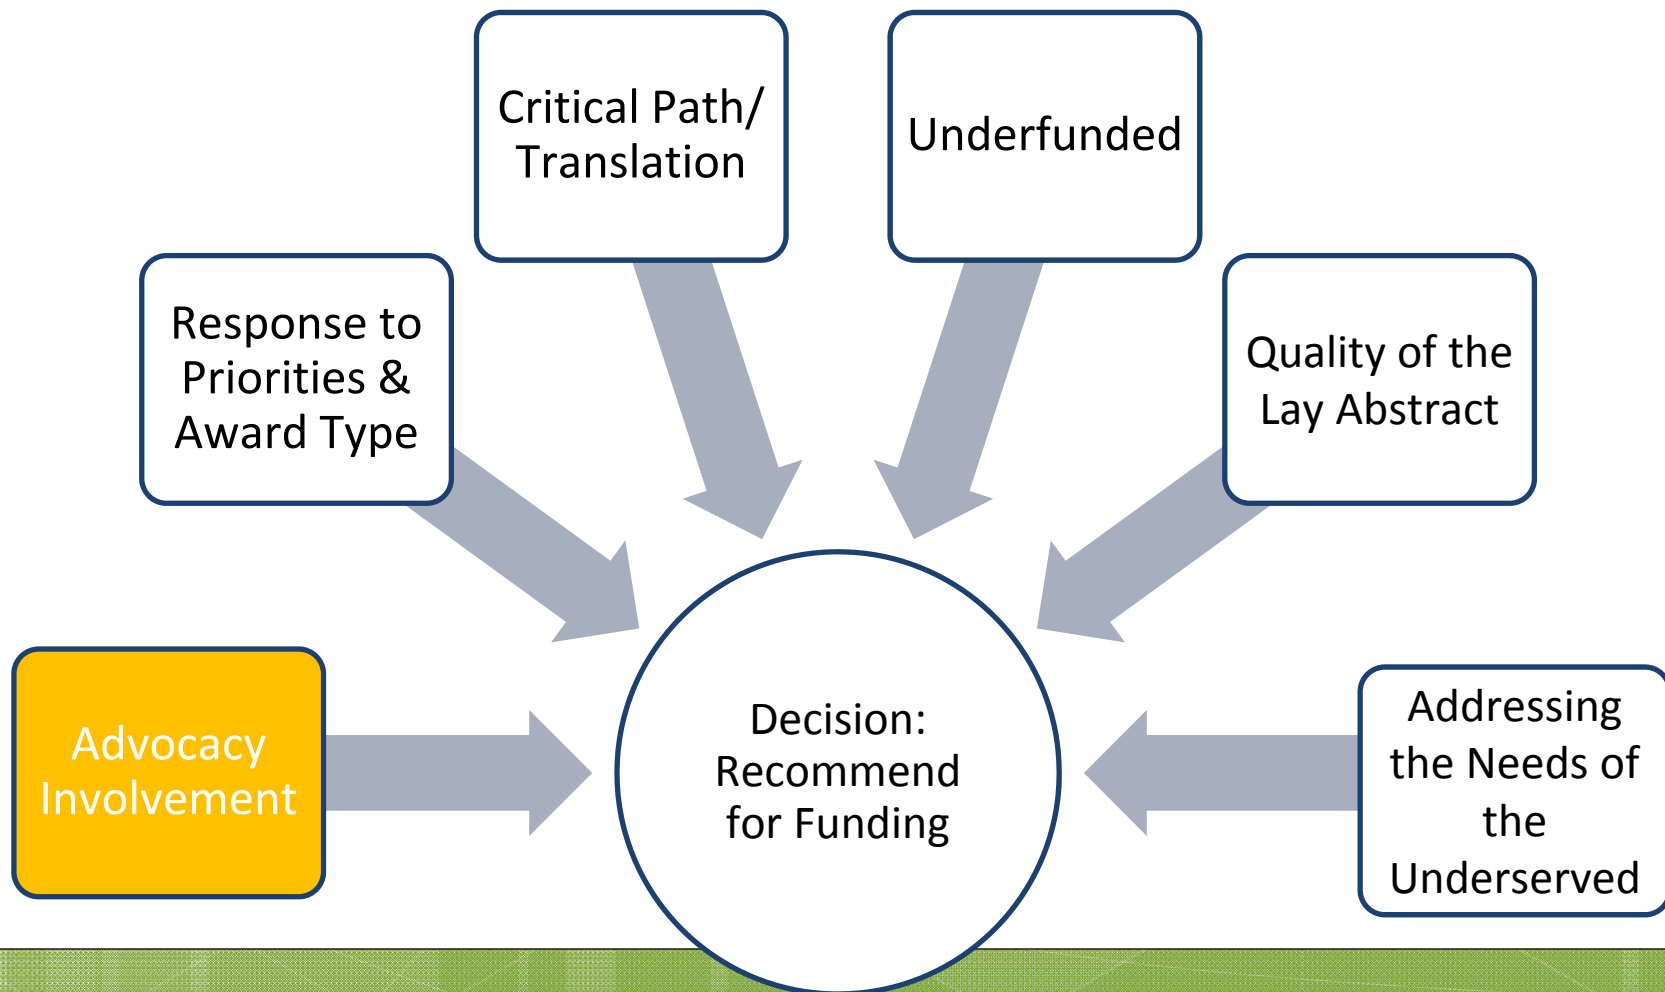 Critical Path/
Translation
Underfunded
Response to
Priorities &
Award Type
Quality of the
Lay Abstract
Advocacy
Involvement
Decision:
Recommend
for Funding
Addressing
the Needs of
the
Underserved